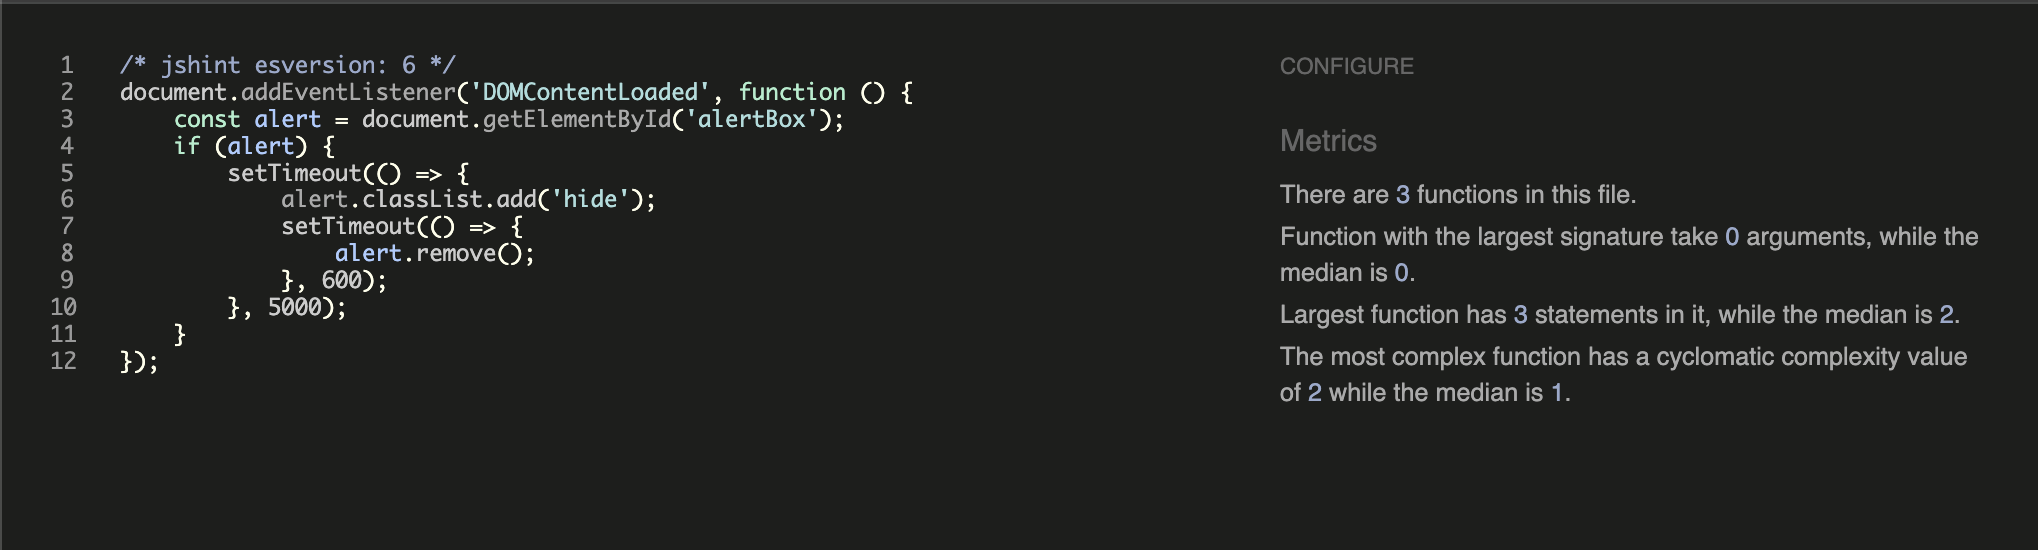 1 /* jshint esversion: 6 */
2 document.addEventListener('DOMContentLoaded', function () {
3     const alert = document.getElementById('alertBox');
4     if (alert) {
5         setTimeout(() => {
6             alert.classList.add('hide');
7             setTimeout(() => {
8                 alert.remove();
9             }, 600);
10         }, 5000);
11     }
12 });
CONFIGURE
Metrics
There are 3 functions in this file.
Function with the largest signature take 0 arguments, while the
median is 0.
Largest function has 3 statements in it, while the median is 2.
The most complex function has a cyclomatic complexity value
of 2 while the median is 1.